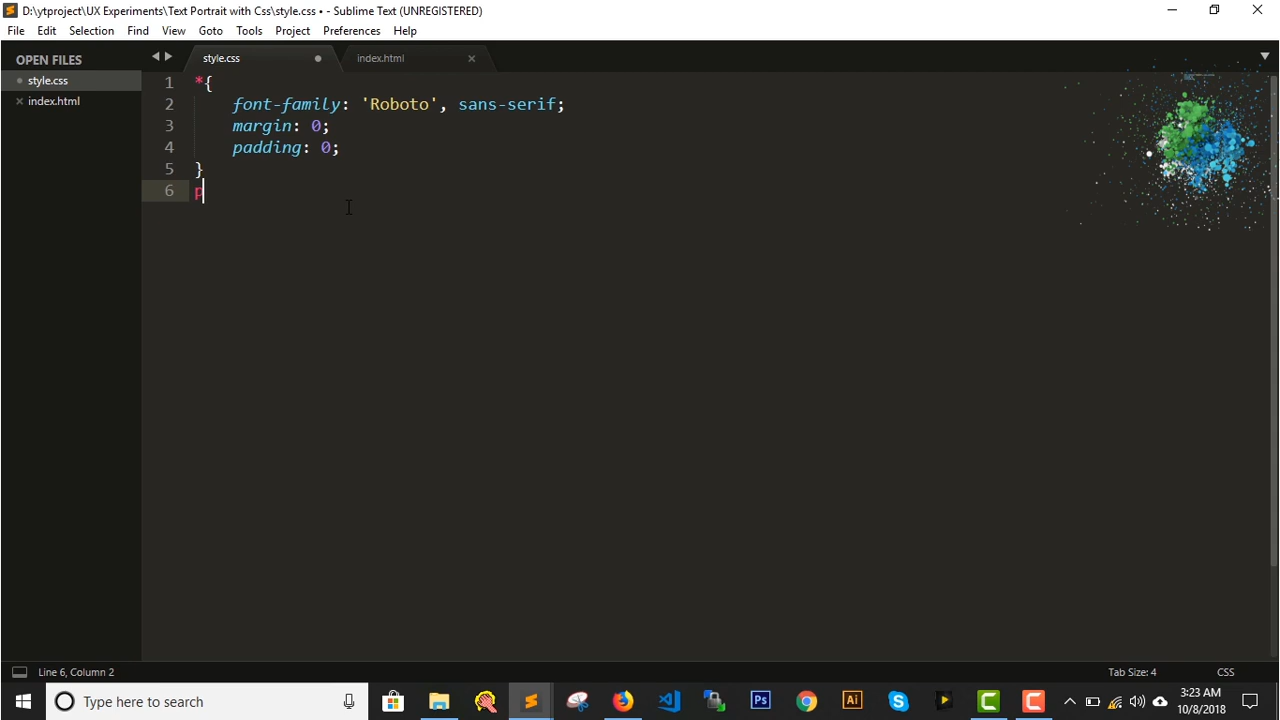 D:\ytproject\UX Experiments\Text Portrait with Css\style.css • - Sublime Text (UNREGISTERED)
File Edit Selection Find View Goto Tools Project Preferences Help
OPEN FILES
style.css
index.html
style.css
index.html
1 *{
2 font-family: 'Roboto', sans-serif;
3 margin: 0;
4 padding: 0;
5 }
6 p
Line 6, Column 2
Tab Size: 4
CSS
Type here to search
Ps
Ai
3:23 AM
10/8/2018